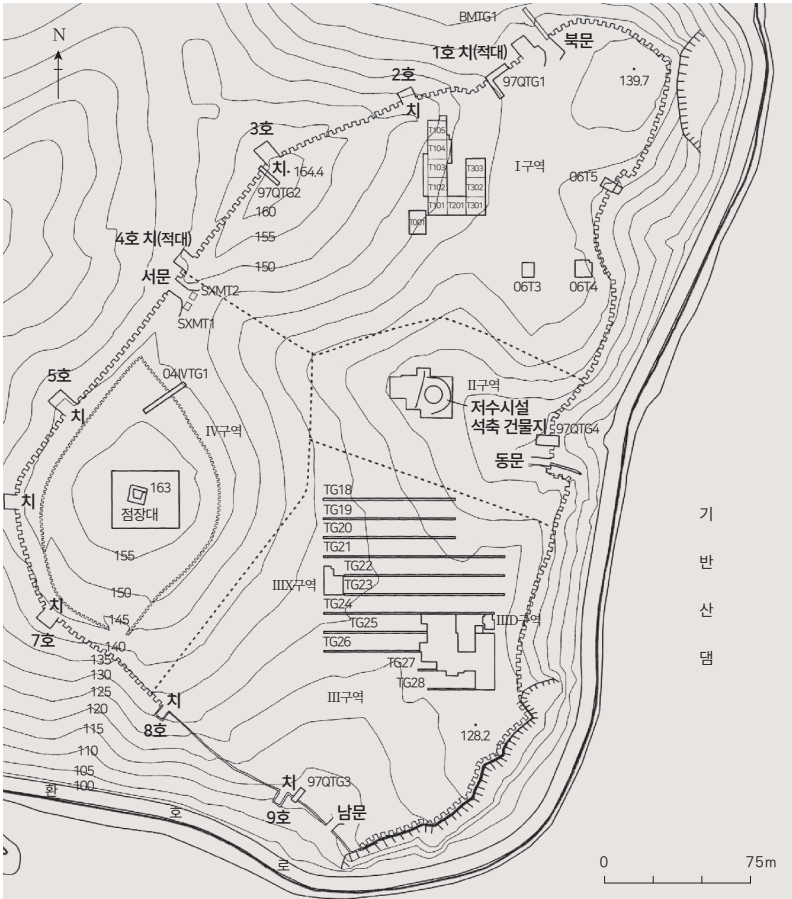 BMTG1
N
북문
1호 치(적대)
97QTG1
139.7
2호
치
T105
T104
T103
T303
T102
T302
T101
T201
T301
T001
I구역
3호
치
164.4
97QTG2
160
155
150
06T5
06T3
06T4
4호 치(적대)
서문
SXMT2
SXMT1
5호
치
04IVTG1
IV구역
II구역
저수시설
석축 건물지
97QTG4
동문
163
점장대
치
155
150
145
140
135
130
125
120
115
110
105
100
TG18
TG19
TG20
TG21
TG22
TG23
TG24
TG25
TG26
TG27
TG28
IIIX구역
IIID구역
III구역
기
반
산
댐
치
7호
치
8호
128.2
치
97QTG3
9호
남문
환
호
로
0
75m